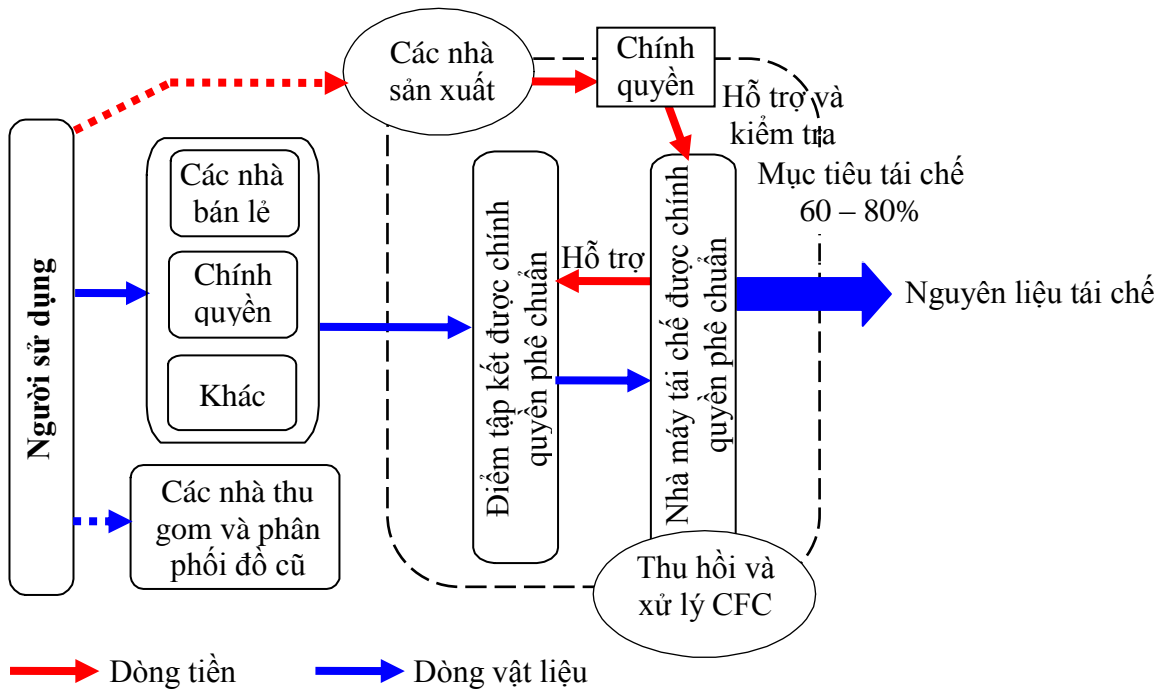 Các nhà
sản xuất
Chính
quyền
Hỗ trợ và
kiểm tra
Mục tiêu tái chế
60 – 80%
Người sử dụng
Các nhà
bán lẻ
Chính
quyền
Khác
Các nhà thu
gom và phân
phối đồ cũ
Điểm tập kết được chính
quyền phê chuẩn
Hỗ trợ
Nhà máy tái chế được chính
quyền phê chuẩn
Nguyên liệu tái chế
Thu hồi và
xử lý CFC
Dòng tiền
Dòng vật liệu